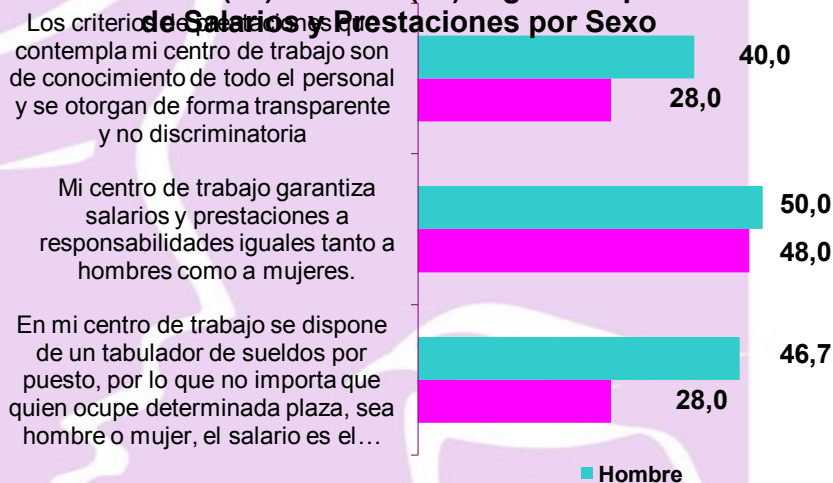 de Salarios y Prestaciones por Sexo
Los criterios de prestaciones que
contempla mi centro de trabajo son
de conocimiento de todo el personal
y se otorgan de forma transparente
y no discriminatoria
40,0
28,0
Mi centro de trabajo garantiza
salarios y prestaciones a
responsabilidades iguales tanto a
hombres como a mujeres.
50,0
48,0
En mi centro de trabajo se dispone
de un tabulador de sueldos por
puesto, por lo que no importa que
quien ocupe determinada plaza, sea
hombre o mujer, el salario es el…
46,7
28,0
Hombre